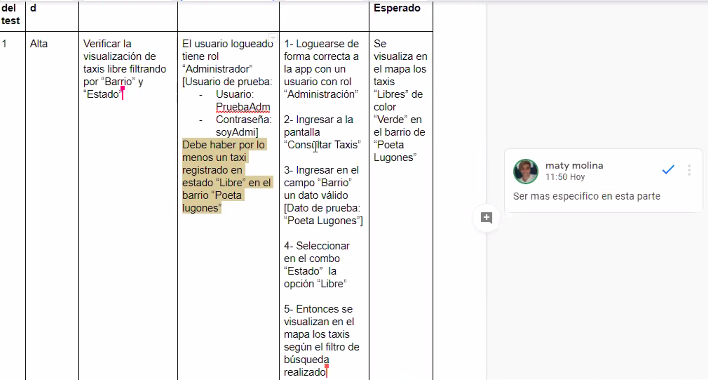 del
test
d
Esperado
1
Alta
Verificar la
visualización de
taxis libre filtrando
por “Barrio” y
“Estado”
El usuario logueado
tiene rol
“Administrador”
[Usuario de prueba:
- Usuario:
PruebaAdm
- Contraseña:
soyAdmi]
Debe haber por lo
menos un taxi
registrado en
estado “Libre” en el
barrio “Poeta
lugones”
1- Loguearse de
forma correcta a
la app con un
usuario con rol
“Administración”
2- Ingresar a la
pantalla
“Consultar Taxis”
3- Ingresar en el
campo “Barrio”
un dato válido
[Dato de prueba:
“Poeta Lugones”]
4- Seleccionar
en el combo
“Estado” la
opción “Libre”
5- Entonces se
visualizan en el
mapa los taxis
según el filtro de
búsqueda
realizado
Se
visualiza en
el mapa los
taxis
“Libres” de
color
“Verde” en
el barrio de
“Poeta
Lugones”
maty molina
11:50 Hoy
Ser mas especifico en esta parte